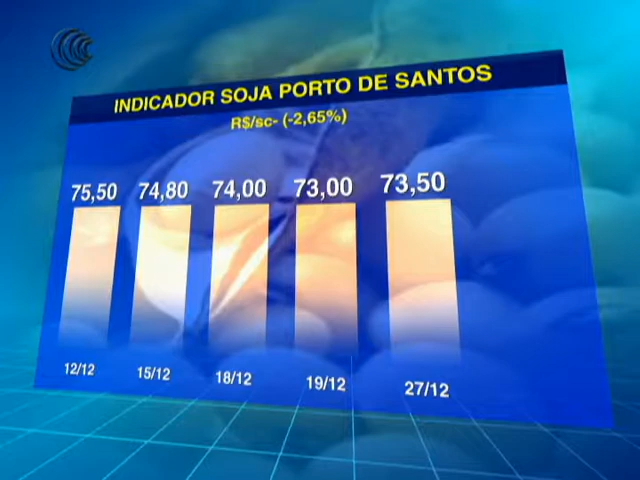 INDICADOR SOJA PORTO DE SANTOS
R$/sc- (-2,65%)
75,50 74,80 74,00 73,00 73,50
12/12 15/12 18/12 19/12 27/12